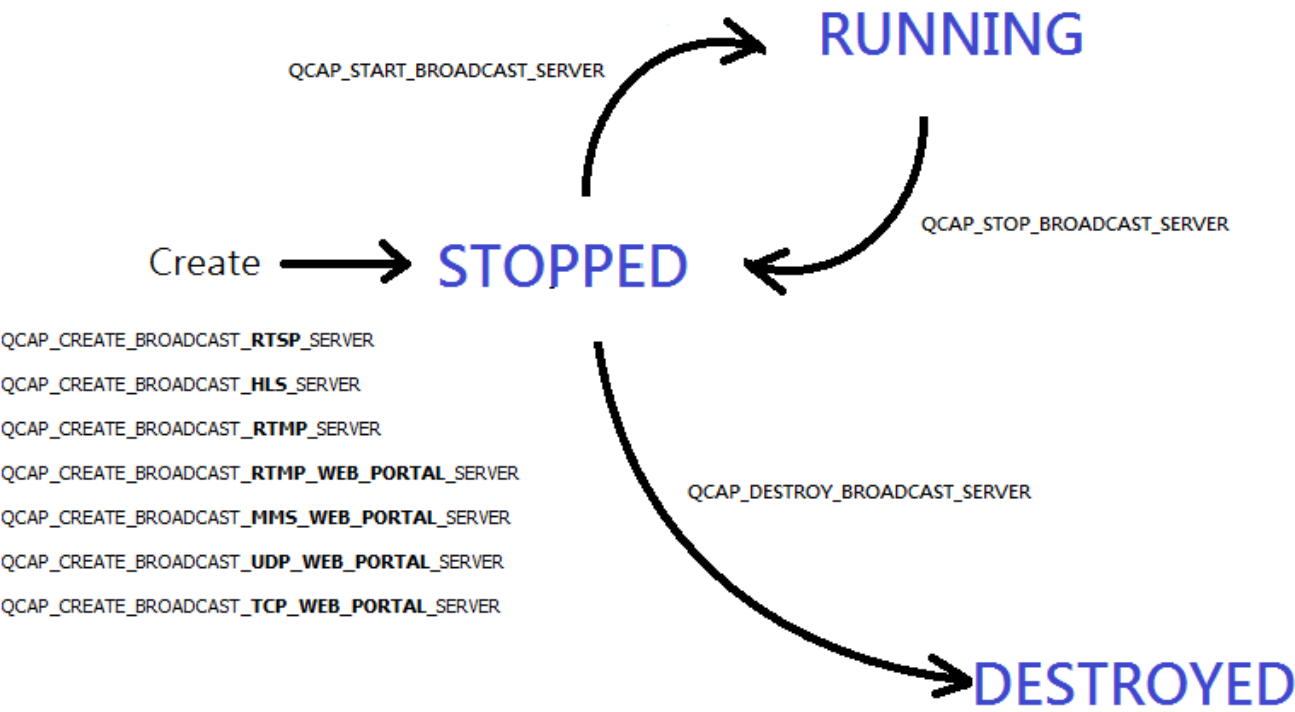 RUNNING
QCAP_START_BROADCAST_SERVER
QCAP_STOP_BROADCAST_SERVER
Create
STOPPED
QCAP_CREATE_BROADCAST_RTSP_SERVER
QCAP_CREATE_BROADCAST_HLS_SERVER
QCAP_CREATE_BROADCAST_RTMP_SERVER
QCAP_CREATE_BROADCAST_RTMP_WEB_PORTAL_SERVER
QCAP_CREATE_BROADCAST_MMS_WEB_PORTAL_SERVER
QCAP_CREATE_BROADCAST_UDP_WEB_PORTAL_SERVER
QCAP_CREATE_BROADCAST_TCP_WEB_PORTAL_SERVER
QCAP_DESTROY_BROADCAST_SERVER
DESTROYED